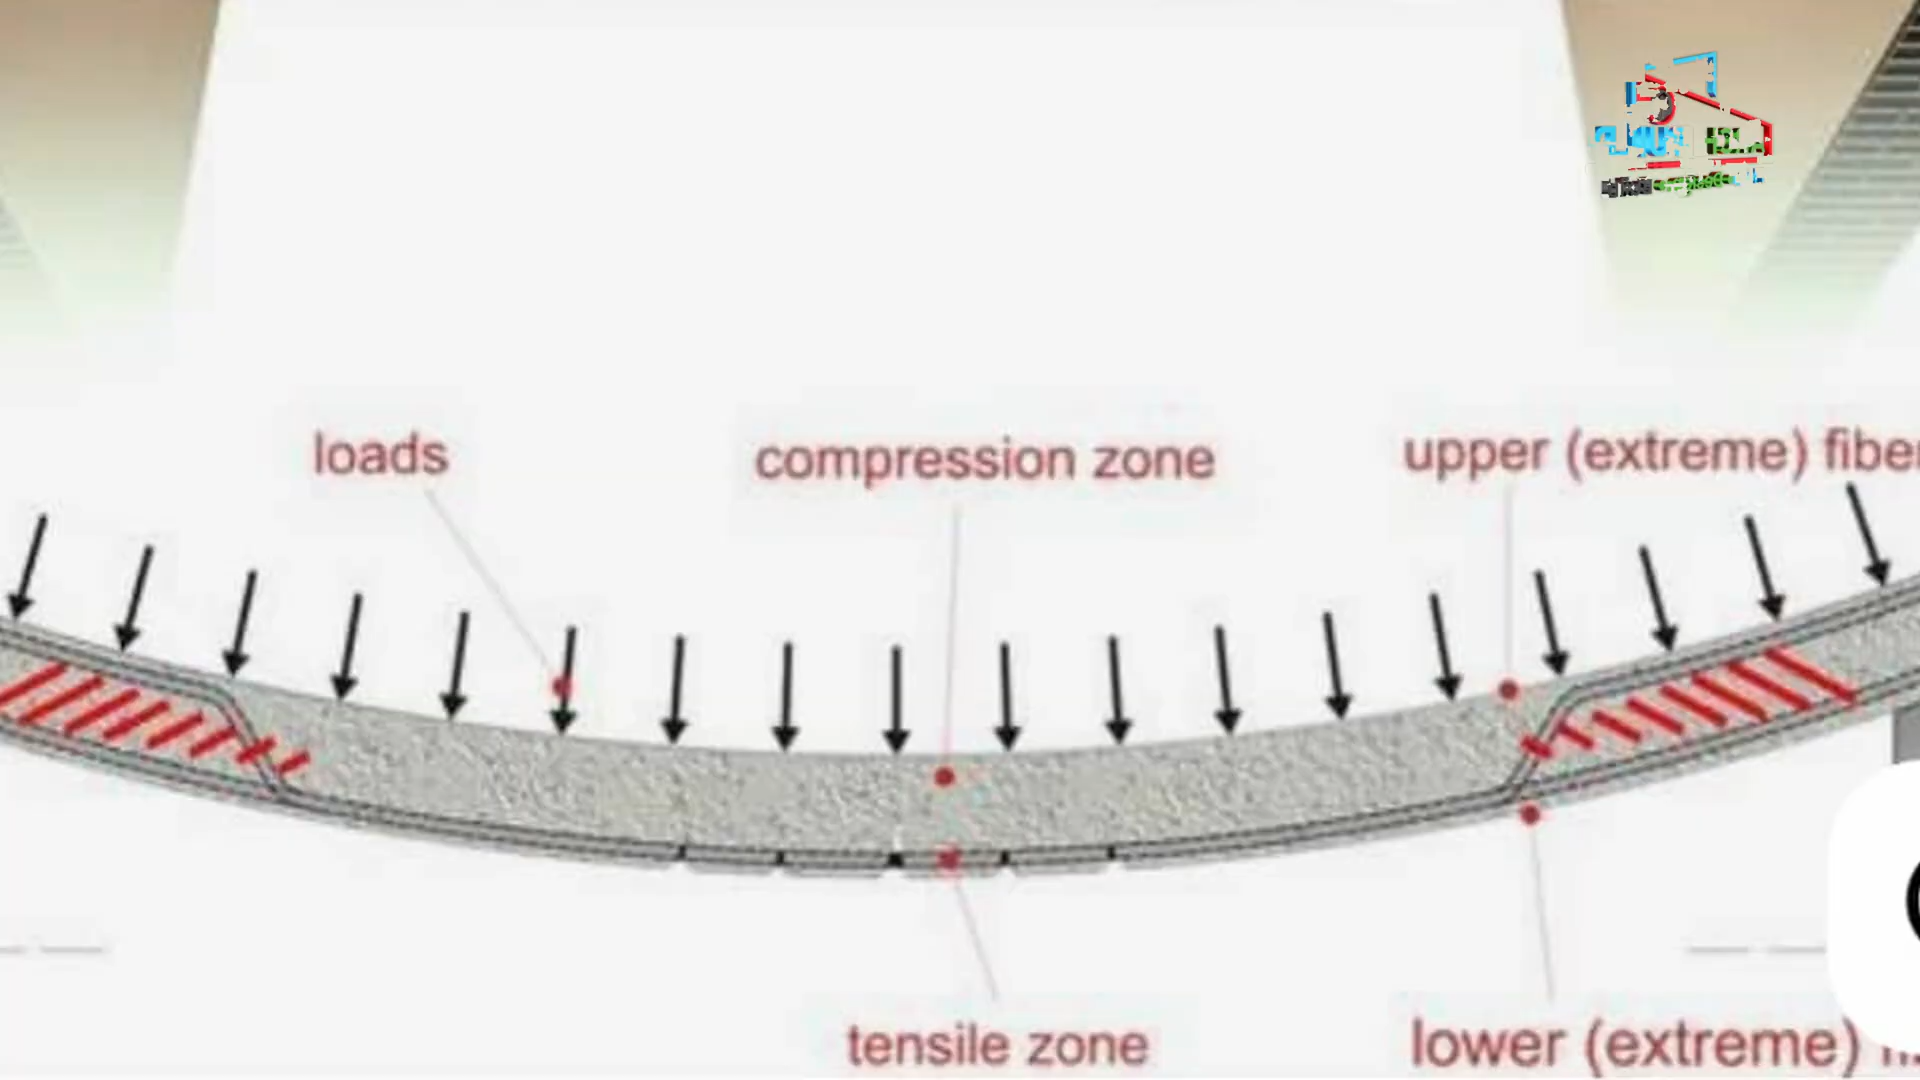 loads
compression zone
upper (extreme) fiber
tensile zone
lower (extreme)